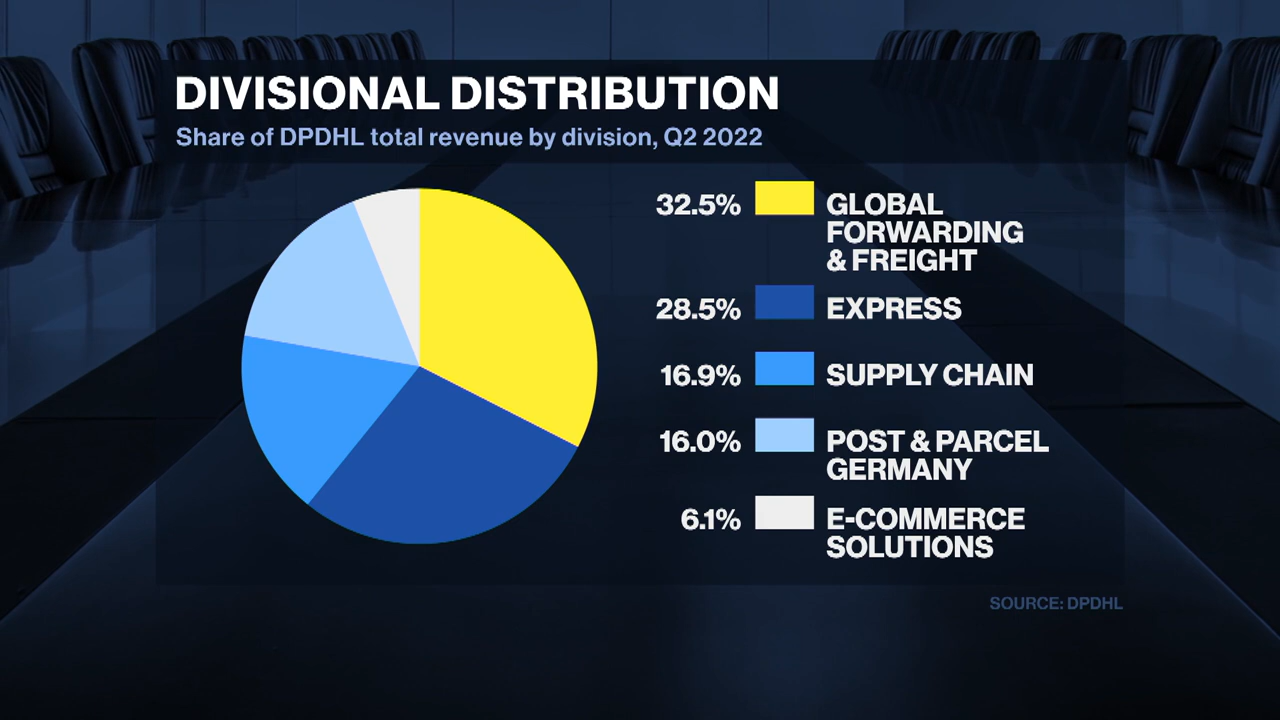 DIVISIONAL DISTRIBUTION
Share of DPDHL total revenue by division, Q2 2022
32.5% GLOBAL
FORWARDING
& FREIGHT
28.5% EXPRESS
16.9% SUPPLY CHAIN
16.0% POST & PARCEL
GERMANY
6.1% E-COMMERCE
SOLUTIONS
SOURCE: DPDHL